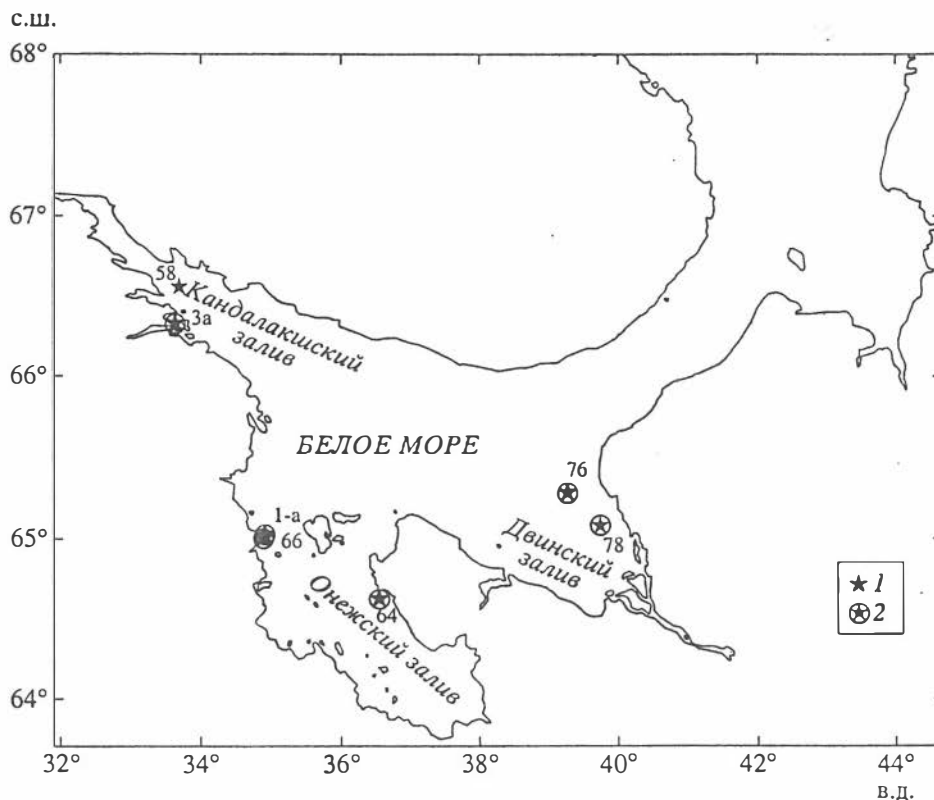 с.ш.
68°
67°
66°
65°
64°
58
3а
Кандалакшский
залив
БЕЛОЕ МОРЕ
76
78
Двинский
залив
1-а
66
64
Онежский залив
1
2
32°
34°
36°
38°
40°
42°
44°
в.д.